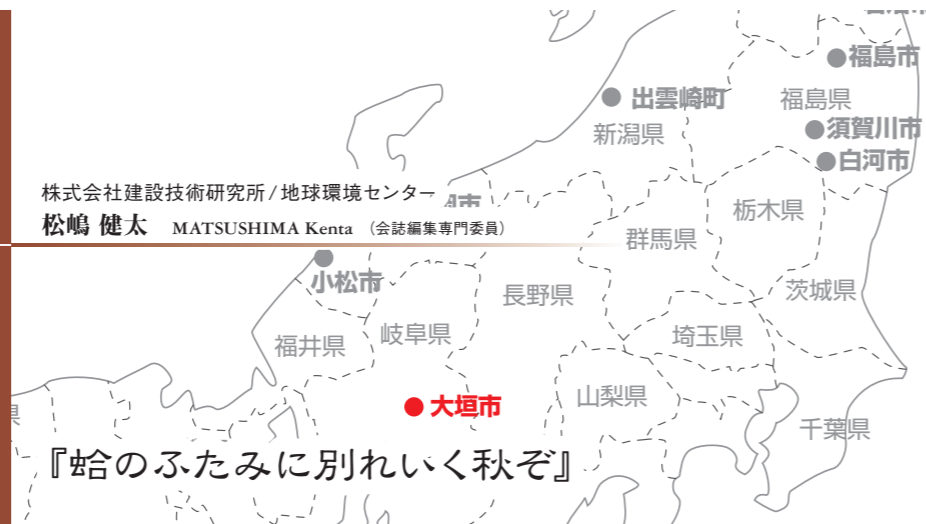 福島市
出雲崎町
福島県
新潟県
須賀川市
白河市
株式会社建設技術研究所/地球環境センター
松嶋 健太 MATSUSHIMA Kenta (会誌編集専門委員)
栃木県
群馬県
小松市
長野県
茨城県
福井県
岐阜県
埼玉県
山梨県
大垣市
千葉県
『蛤のふたみに別れいく秋ぞ』